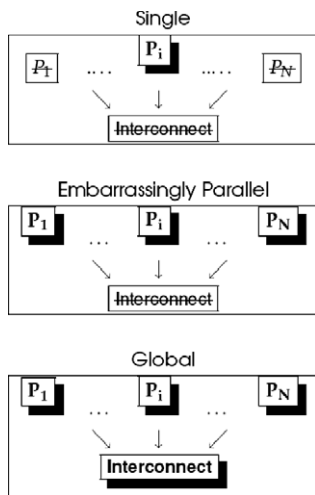 Single
P1 ..... Pi ..... PN
Interconnect
Embarrassingly Parallel
P1 ... Pi ... PN
Interconnect
Global
P1 ... Pi ... PN
Interconnect